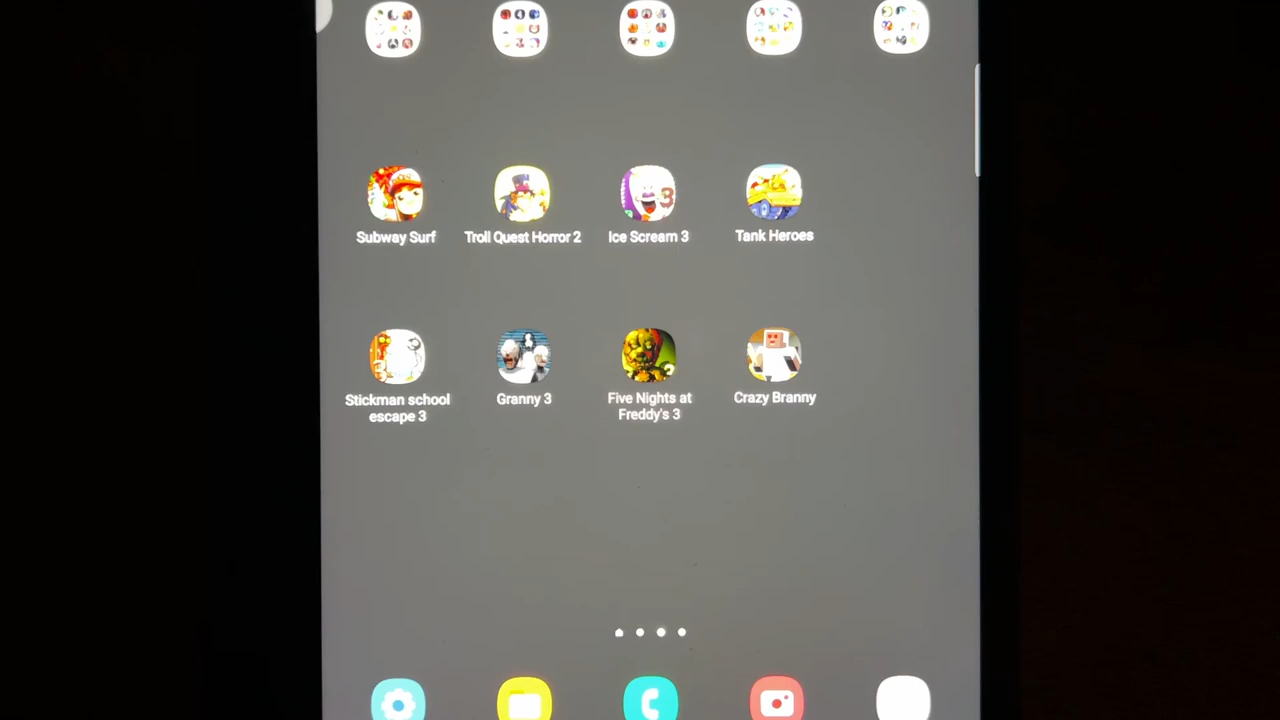 Subway Surf
Troll Quest Horror 2
Ice Scream 3
Tank Heroes
Stickman school
escape 3
Granny 3
Five Nights at
Freddy's 3
Crazy Branny